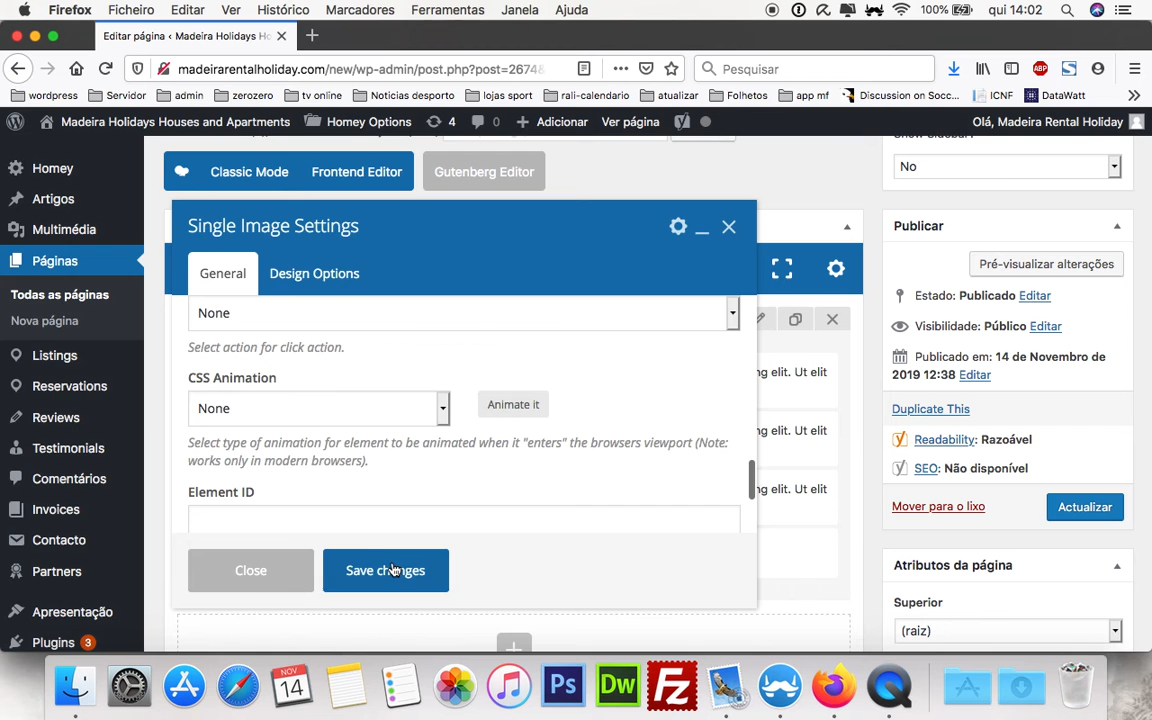 Firefox Ficheiro Editar Ver Histórico Marcadores Ferramentas Janela Ajuda 100% qui 14:02
Editar página ‹ Madeira Holidays Ho
madeirarentalholiday.com/new/wp-admin/post.php?post=2674& Pesquisar
wordpress Servidor admin zerozero tv online Noticias desporto lojas sport rali-calendario atualizar Folhetos app mf Discussion on Socc... ICNF DataWatt
Madeira Holidays Houses and Apartments Homey Options 4 0 Adicionar Ver página Olá, Madeira Rental Holiday
Homey
Artigos
Multimédia
Páginas
Todas as páginas
Nova página
Listings
Reservations
Reviews
Testimonials
Comentários
Invoices
Contacto
Partners
Apresentação
Plugins 3
Classic Mode Frontend Editor Gutenberg Editor
Single Image Settings
General Design Options
None
Select action for click action.
CSS Animation
None Animate it
Select type of animation for element to be animated when it "enters" the browsers viewport (Note:
works only in modern browsers).
Element ID
Close Save changes
ng elit. Ut elit
ng elit. Ut elit
ng elit. Ut elit
No
Publicar
Pré-visualizar alterações
Estado: Publicado Editar
Visibilidade: Público Editar
Publicado em: 14 de Novembro de
2019 12:38 Editar
Duplicate This
Readability: Razoável
SEO: Não disponível
Mover para o lixo Actualizar
Atributos da página
Superior
(raiz)
NOV
14
Ps Dw Fz